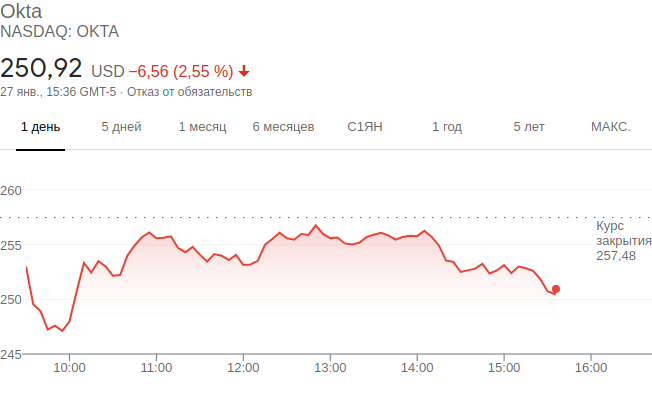 Okta
NASDAQ: OKTA
250,92 USD −6,56 (2,55 %)
27 янв., 15:36 GMT-5 · Отказ от обязательств
1 день 5 дней 1 месяц 6 месяцев С1ЯН 1 год 5 лет МАКС.
260
Курс
закрытия
257,48
255
250
245
10:00 11:00 12:00 13:00 14:00 15:00 16:00